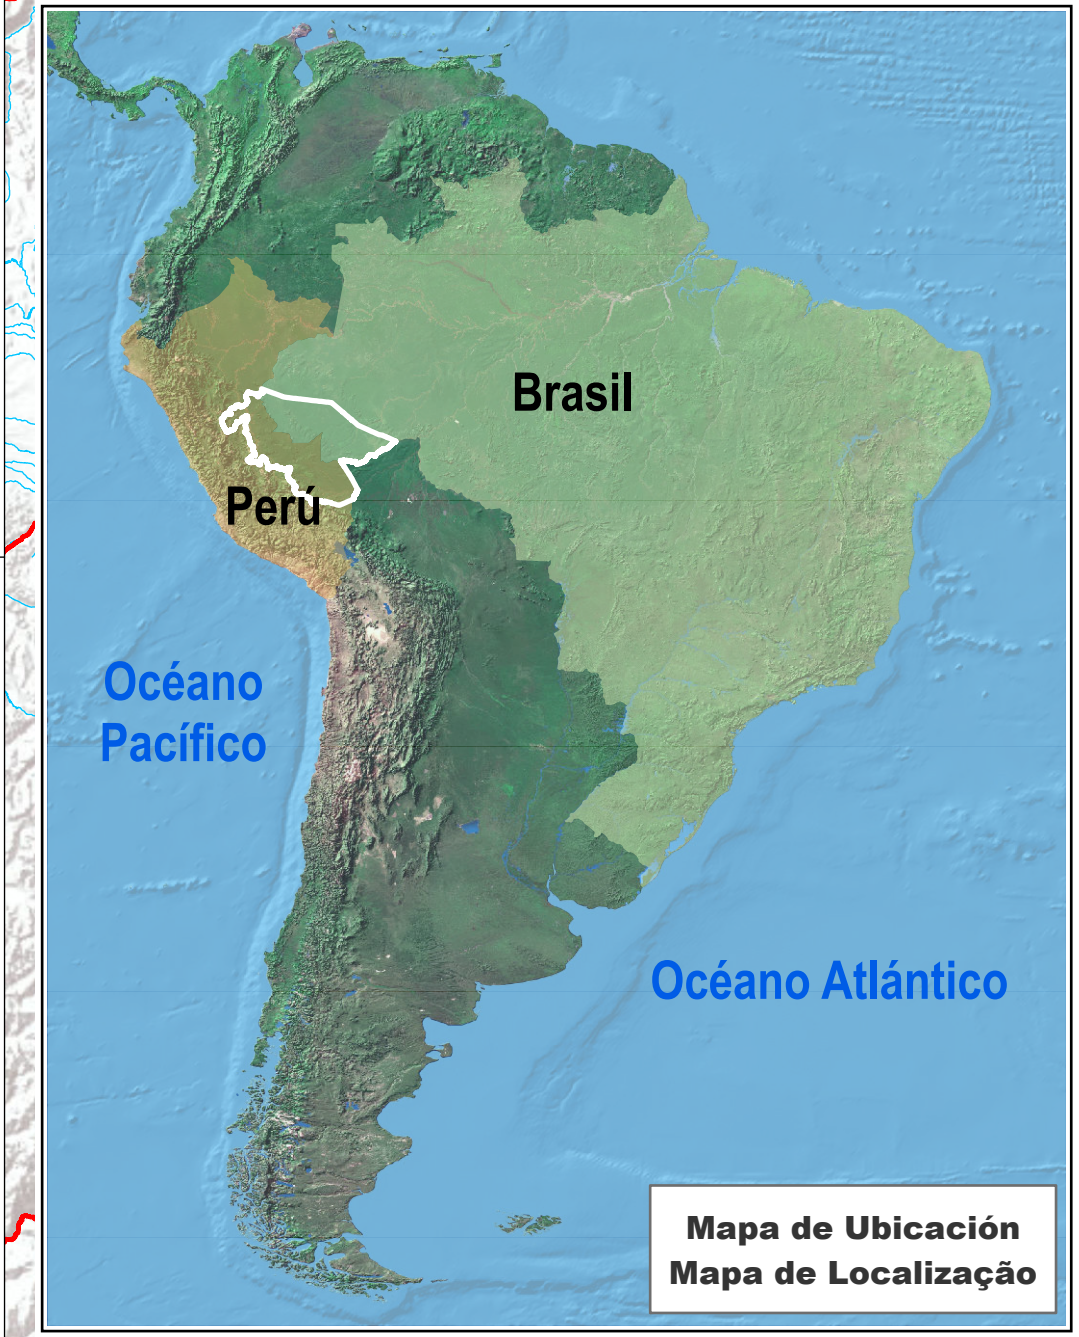 Brasil
Perú
Océano
Pacífico
Océano Atlántico
Mapa de Ubicación
Mapa de Localização